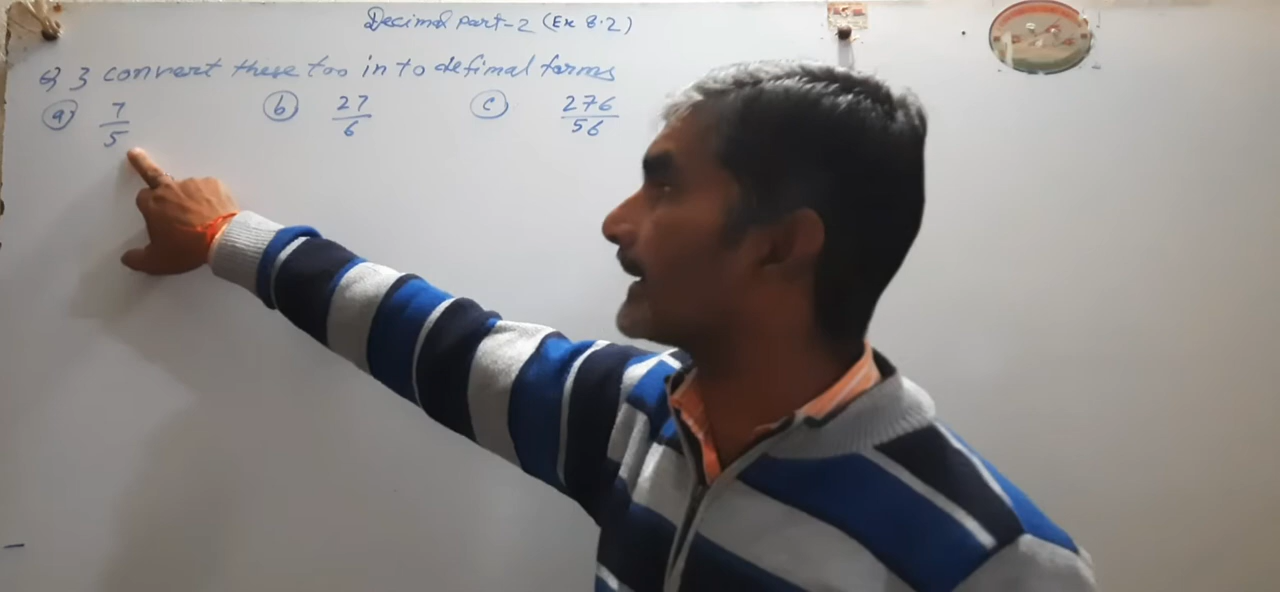 Decimal Part-2 (Ex 8.2)
Q 3 convert these too in to defimal forms
(a) 7/5 (b) 27/6 (c) 276/56